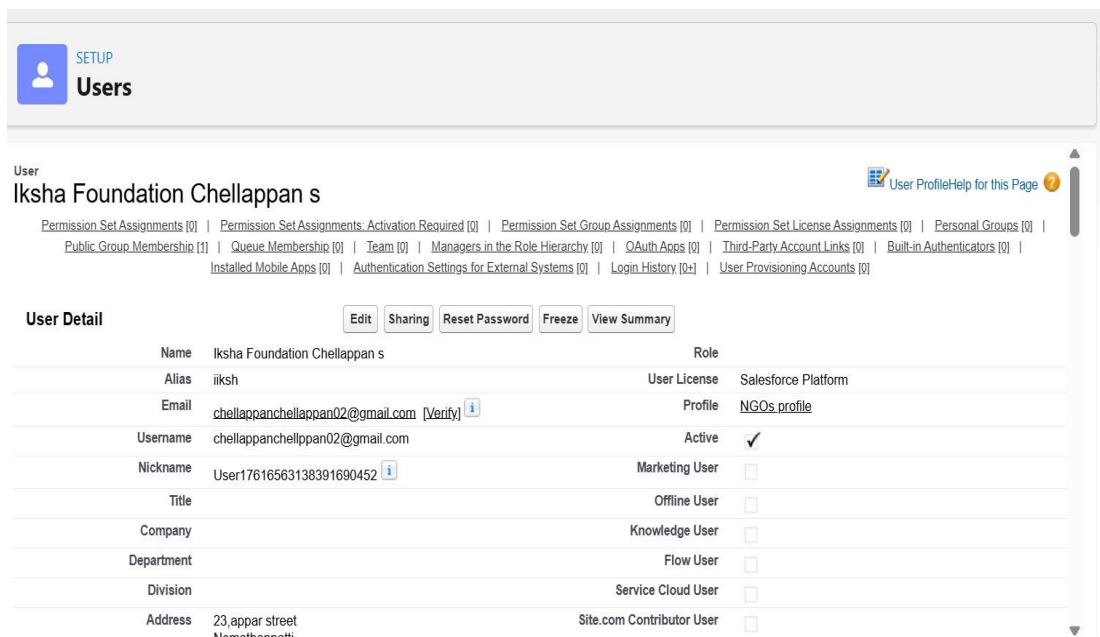 SETUP
Users
User
Iksha Foundation Chellappan s
User Profile Help for this Page
Permission Set Assignments [0] | Permission Set Assignments: Activation Required [0] | Permission Set Group Assignments [0] | Permission Set License Assignments [0] | Personal Groups [0] |
Public Group Membership [1] | Queue Membership [0] | Team [0] | Managers in the Role Hierarchy [0] | OAuth Apps [0] | Third-Party Account Links [0] | Built-in Authenticators [0] |
Installed Mobile Apps [0] | Authentication Settings for External Systems [0] | Login History [0+] | User Provisioning Accounts [0]
User Detail Edit Sharing Reset Password Freeze View Summary
Name Iksha Foundation Chellappan s Role
Alias iiksh User License Salesforce Platform
Email chellappanchellappan02@gmail.com [Verify] i Profile NGOs profile
Username chellappanchellppan02@gmail.com Active
Nickname User17616563138391690452 i Marketing User
Title Offline User
Company Knowledge User
Department Flow User
Division Service Cloud User
Address 23,appar street Site.com Contributor User